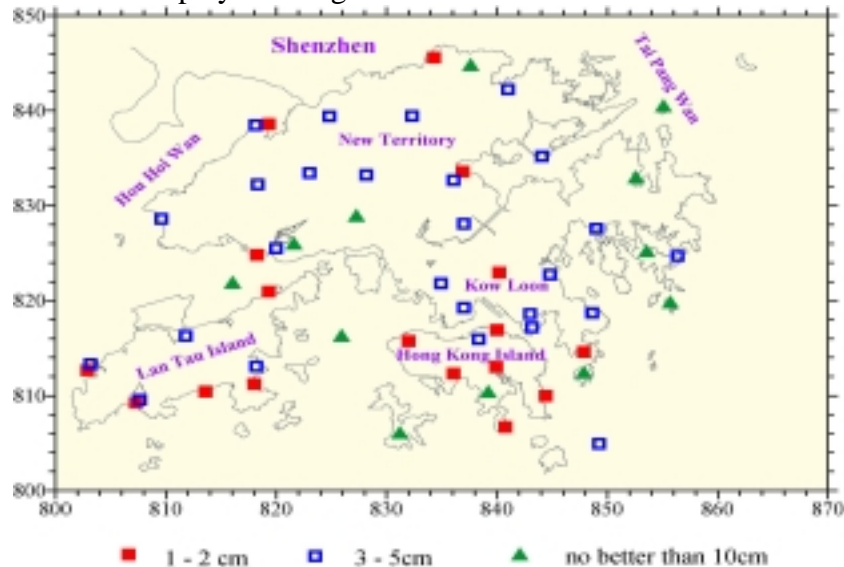 850
Shenzhen
Tai Pang Wan
840
New Territory
Hou Hoi Wan
830
820
Kow Loon
Lan Tau Island
Hong Kong Island
810
800
800 810 820 830 840 850 860 870
1 - 2 cm 3 - 5cm no better than 10cm